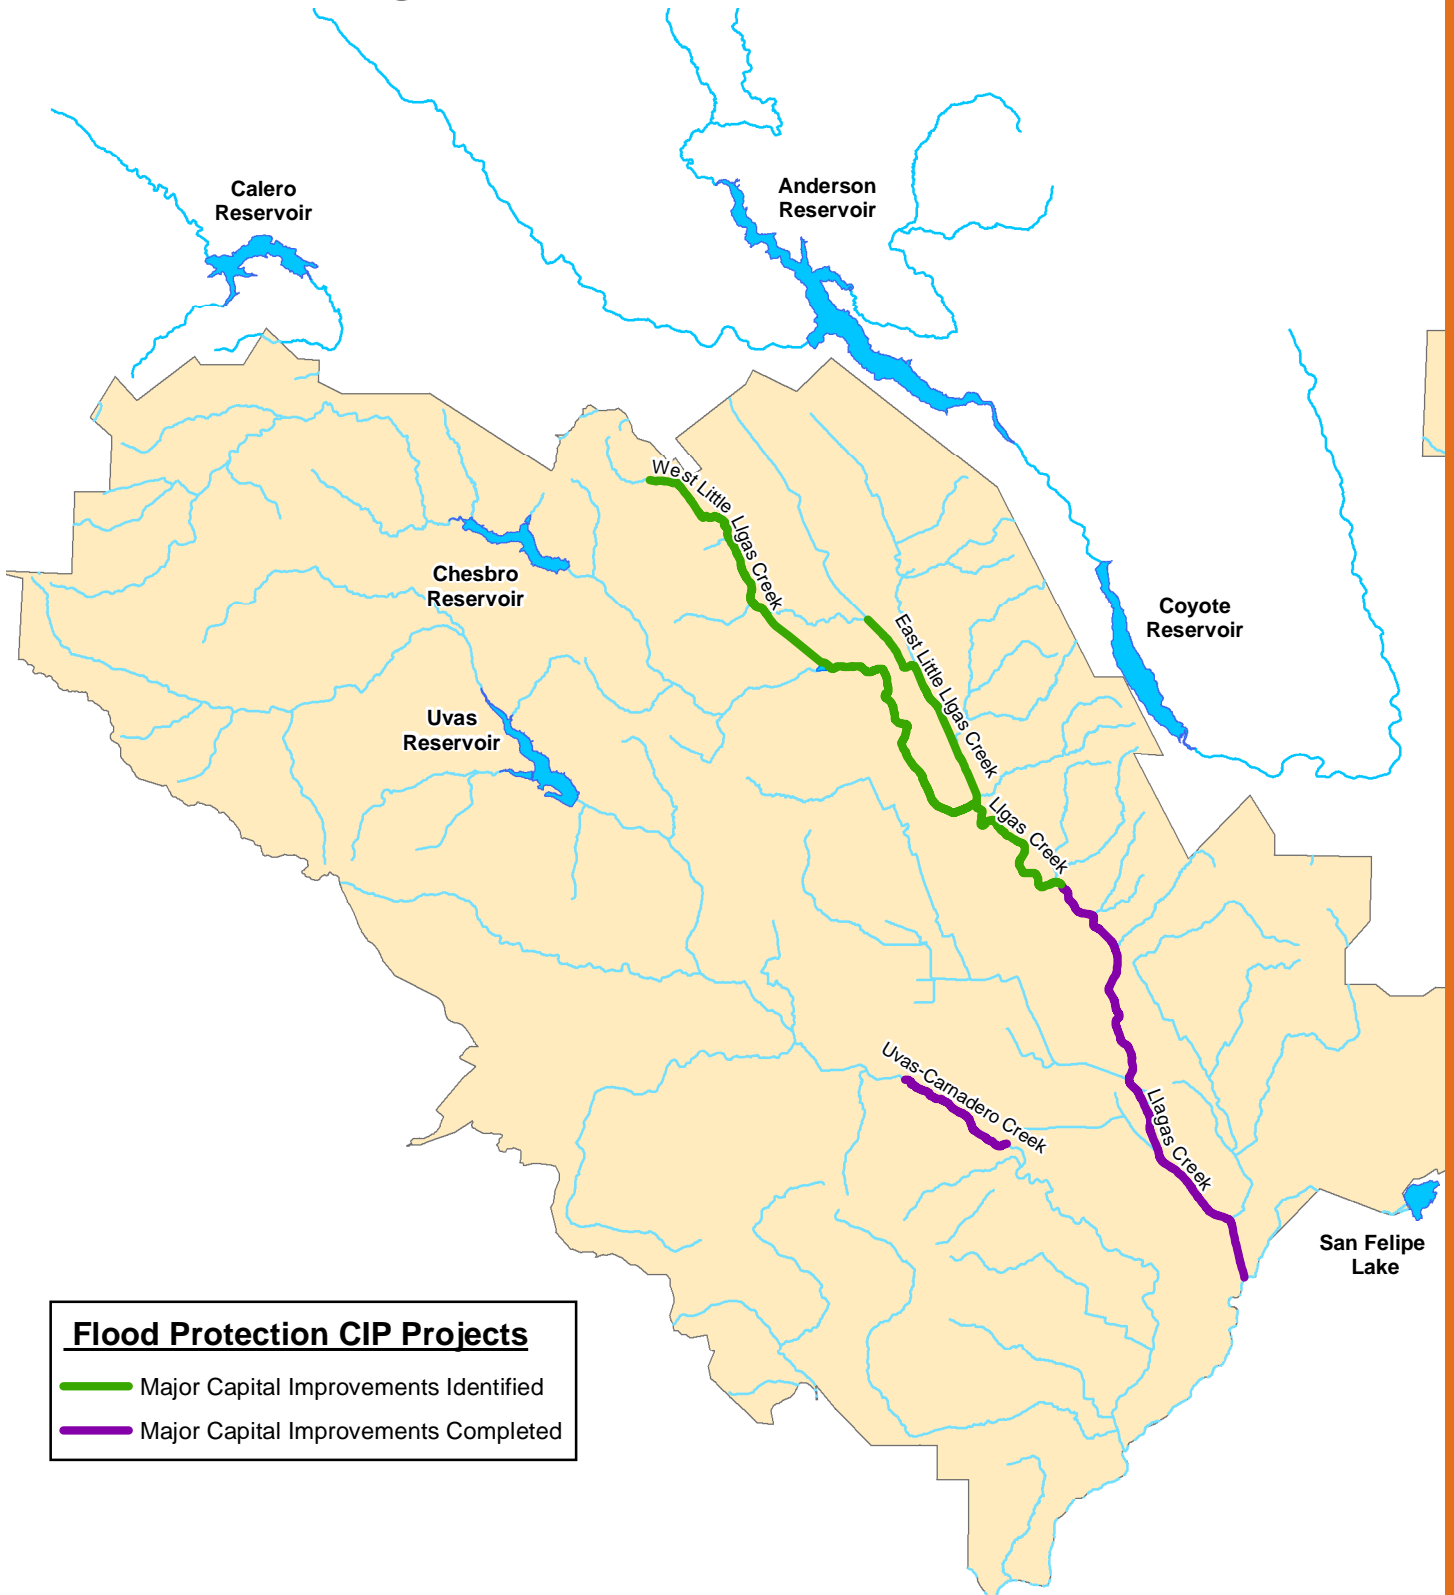 Calero
Reservoir
Anderson
Reservoir
West Little Llgas Creek
Chesbro
Reservoir
Coyote
Reservoir
East Little Llgas Creek
Uvas
Reservoir
Llgas Creek
Uvas-Carnadero Creek
Llagas Creek
San Felipe
Lake
Flood Protection CIP Projects
Major Capital Improvements Identified
Major Capital Improvements Completed